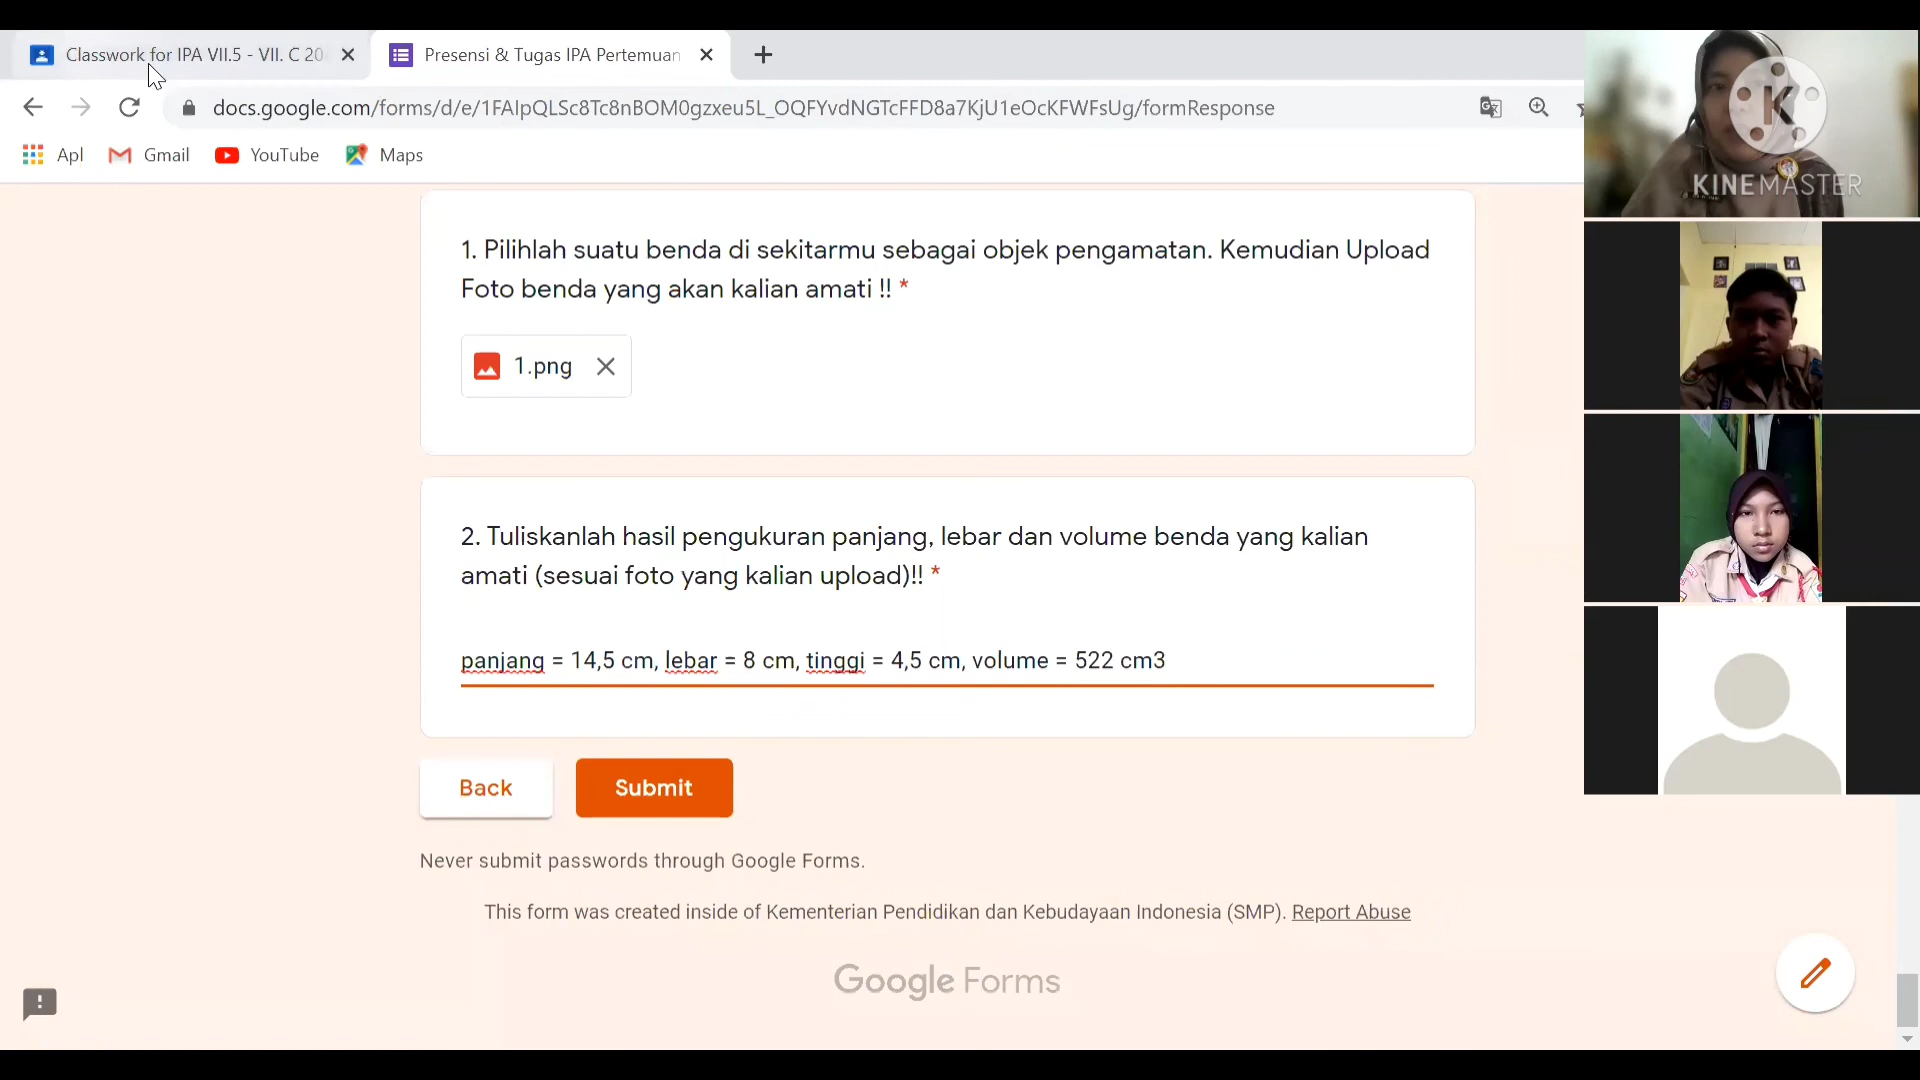 Classwork for IPA VII.5 - VII. C 20
Presensi & Tugas IPA Pertemuan
docs.google.com/forms/d/e/1FAIpQLSc8Tc8nBOM0gzxeu5L_OQFYvdNGTcFFD8a7KjU1eOcKFWFsUg/formResponse
Apl
Gmail
YouTube
Maps
K
KINEMASTER
1. Pilihlah suatu benda di sekitarmu sebagai objek pengamatan. Kemudian Upload
Foto benda yang akan kalian amati !! *
1.png
2. Tuliskanlah hasil pengukuran panjang, lebar dan volume benda yang kalian
amati (sesuai foto yang kalian upload)!! *
panjang = 14,5 cm, lebar = 8 cm, tinggi = 4,5 cm, volume = 522 cm3
Back
Submit
Never submit passwords through Google Forms.
This form was created inside of Kementerian Pendidikan dan Kebudayaan Indonesia (SMP). Report Abuse
Google Forms